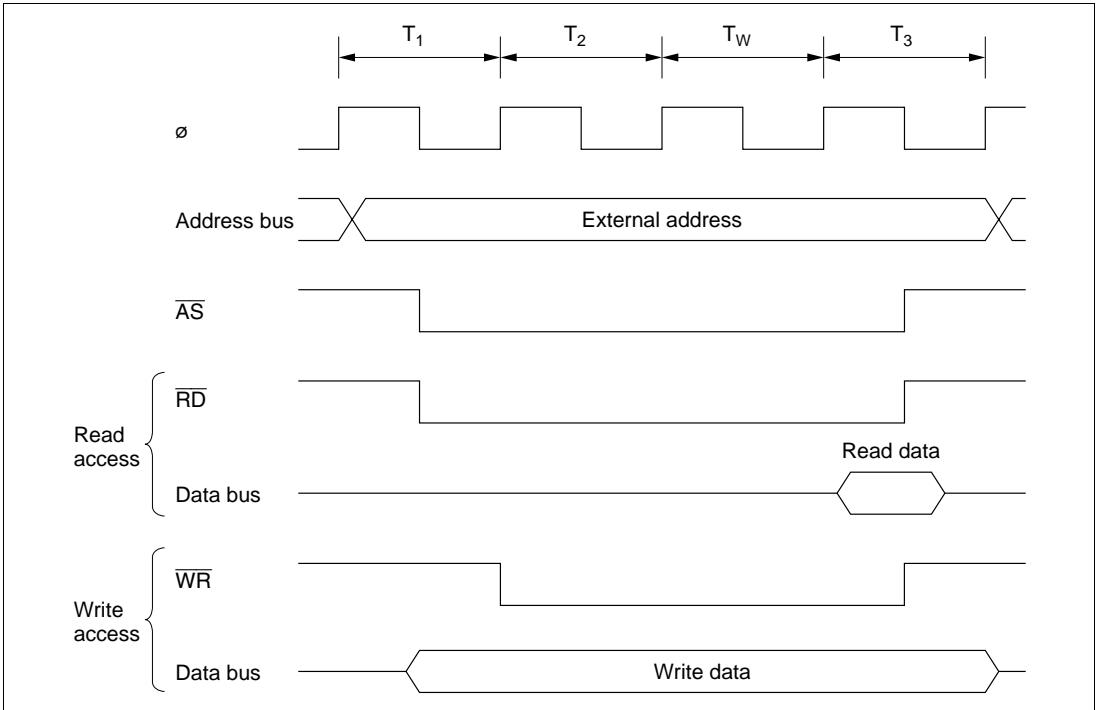 T1 T2 TW T3
ø
Address bus External address
AS
RD
Read access
Read data
Data bus
WR
Write access
Data bus Write data